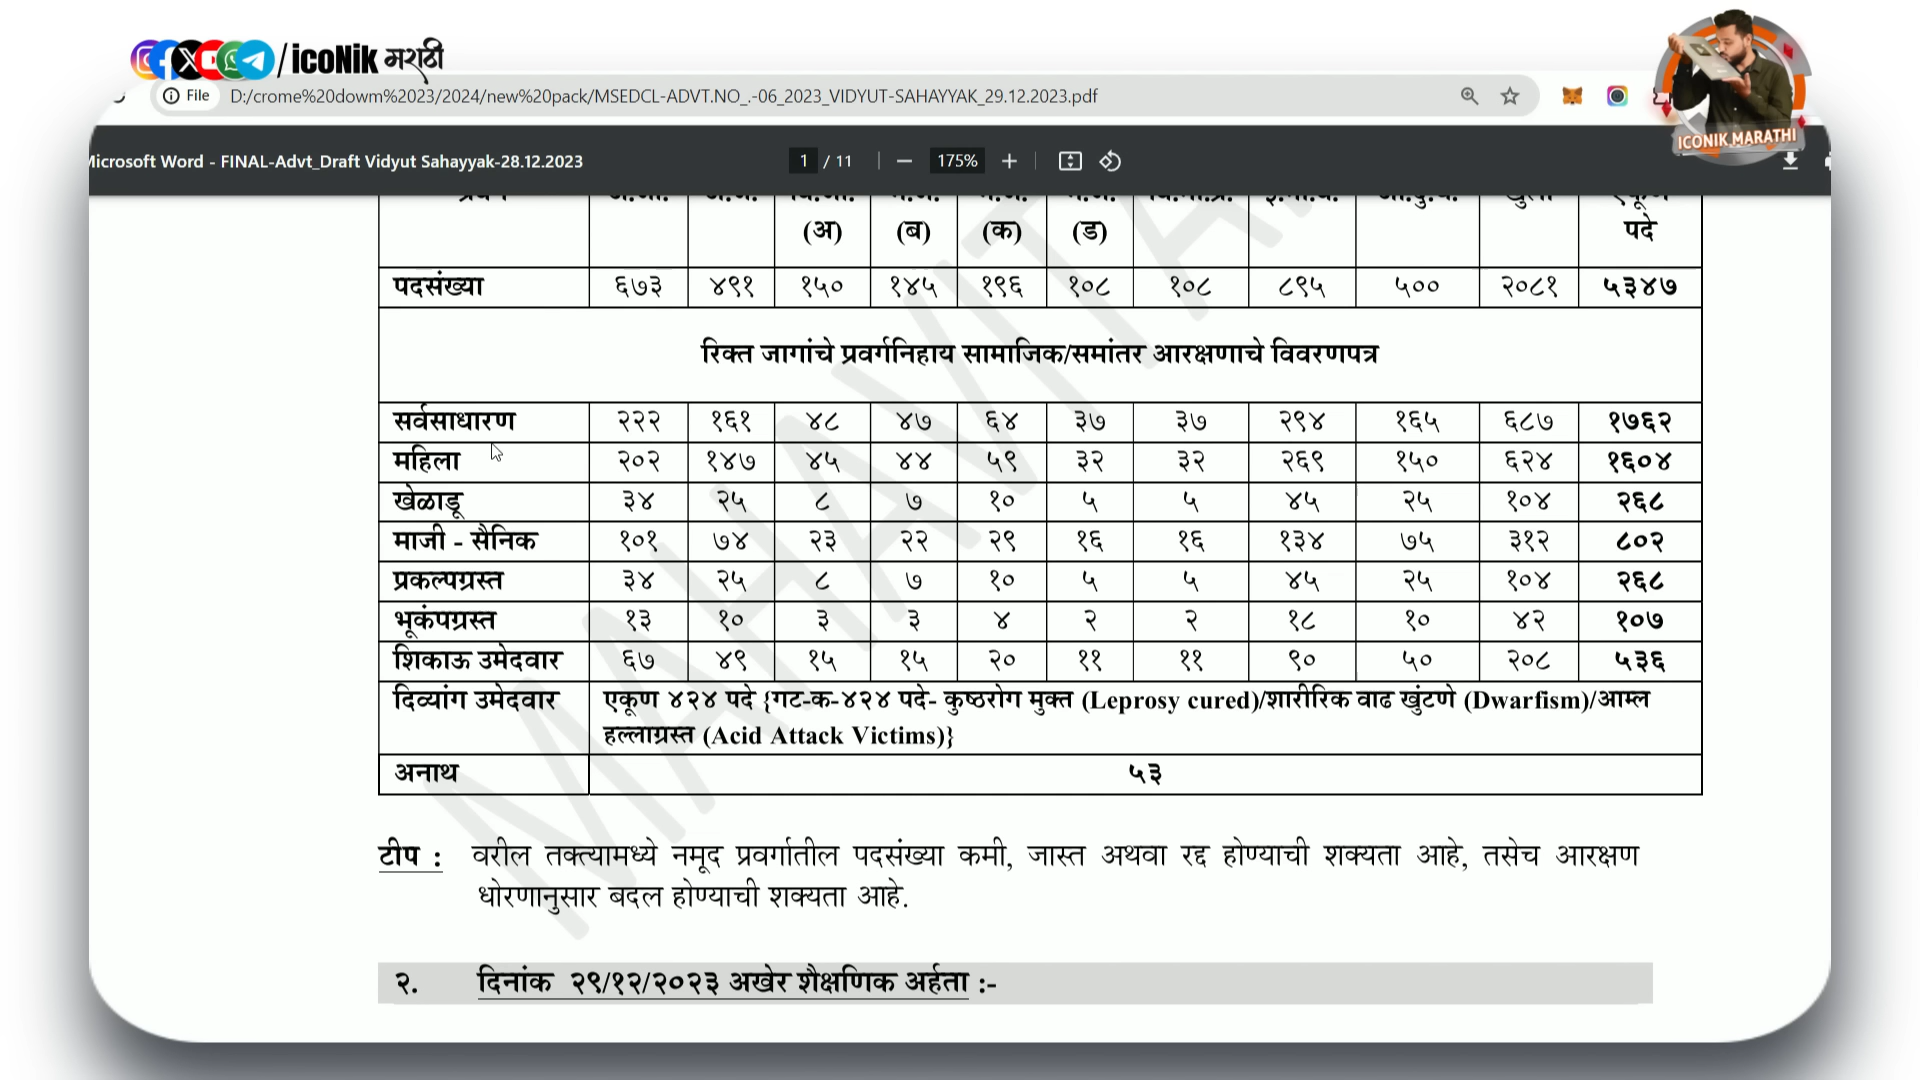 /icoNik मराठी
File D:/crome%20dowm%2023/2024/new%20pack/MSEDCL-ADVT.NO_.-06_2023_VIDYUT-SAHAYYAK_29.12.2023.pdf
ICONIK MARATHI
Microsoft Word - FINAL-Advt_Draft Vidyut Sahayyak-28.12.2023 1 / 11 175%
(अ) (ब) (क) (ड) पदे
पदसंख्या ६७३ ४९१ १५० १४५ १९६ १०८ १०८ ८९५ ५०० २०८१ ५३४७
रिक्त जागांचे प्रवर्गनिहाय सामाजिक/समांतर आरक्षणाचे विवरणपत्र
सर्वसाधारण २२२ १६१ ४८ ४७ ६४ ३७ ३७ २९४ १६५ ६८७ १७६२
महिला २०२ १४७ ४५ ४४ ५९ ३२ ३२ २६९ १५० ६२४ १६०४
खेळाडू ३४ २५ ८ ७ १० ५ ५ ४५ २५ १०४ २६८
माजी - सैनिक १०१ ७४ २३ २२ २९ १६ १६ १३४ ७५ ३१२ ८०२
प्रकल्पग्रस्त ३४ २५ ८ ७ १० ५ ५ ४५ २५ १०४ २६८
भूकंपग्रस्त १३ १० ३ ३ ४ २ २ १८ १० ४२ १०७
शिकाऊ उमेदवार ६७ ४९ १५ १५ २० ११ ११ ९० ५० २०८ ५३६
दिव्यांग उमेदवार एकूण ४२४ पदे {गट-क-४२४ पदे- कुष्ठरोग मुक्त (Leprosy cured)/शारीरिक वाढ खुंटणे (Dwarfism)/आम्ल
हल्लाग्रस्त (Acid Attack Victims)}
अनाथ ५३
टीप : वरील तक्त्यामध्ये नमूद प्रवर्गातील पदसंख्या कमी, जास्त अथवा रद्द होण्याची शक्यता आहे, तसेच आरक्षण
धोरणानुसार बदल होण्याची शक्यता आहे.
२. दिनांक २९/१२/२०२३ अखेर शैक्षणिक अर्हता :-